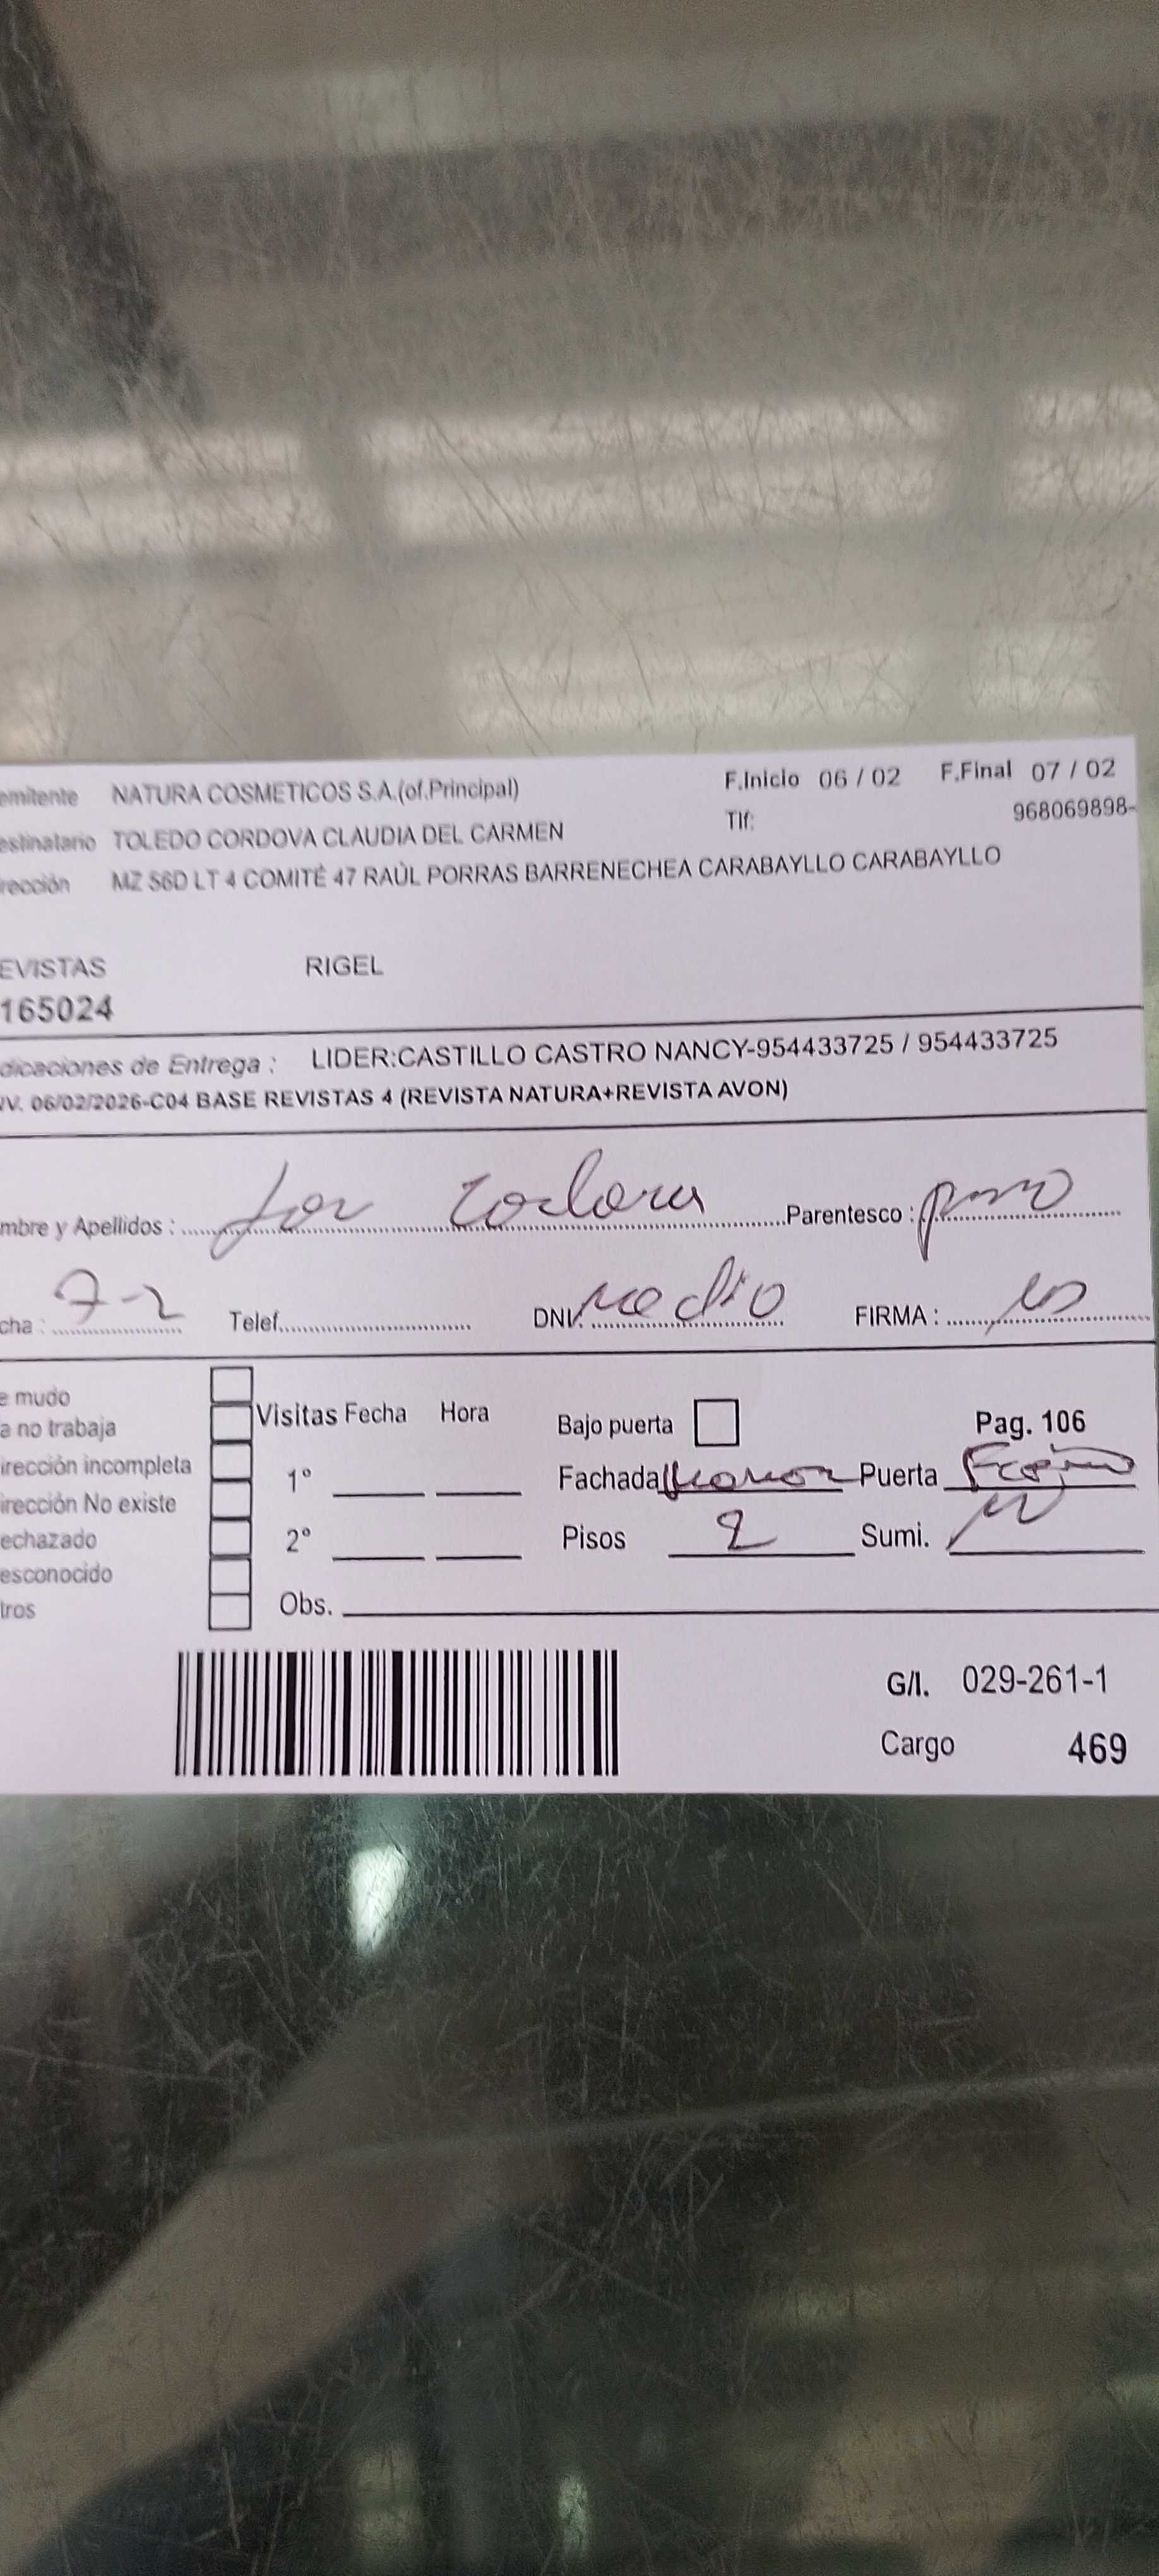 emitente NATURA COSMETICOS S.A.(of.Principal) F.Inicio 06 / 02 F.Final 07 / 02
estinatario TOLEDO CORDOVA CLAUDIA DEL CARMEN Tlf: 968069898-
rección MZ 56D LT 4 COMITÉ 47 RAÙL PORRAS BARRENECHEA CARABAYLLO CARABAYLLO
EVISTAS RIGEL
165024
dicaciones de Entrega : LIDER:CASTILLO CASTRO NANCY-954433725 / 954433725
IV. 06/02/2026-C04 BASE REVISTAS 4 (REVISTA NATURA+REVISTA AVON)
mbre y Apellidos : Parentesco :
cha : 7-2 Telef. DNI. FIRMA :
e mudo
a no trabaja Visitas Fecha Hora Bajo puerta Pag. 106
irección incompleta 1° Fachada Puerta
irección No existe
echazado 2° Pisos 2 Sumi.
esconocido
tros Obs.
G/I. 029-261-1
Cargo 469